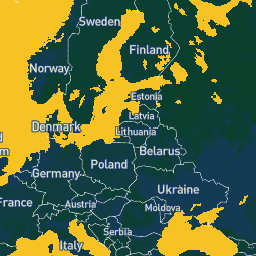 Sweden
Finland
Norway
Estonia
Latvia
Denmark
Lithuania
Belarus
Poland
Germany
Ukraine
France
Austria
Moldova
Serbia
Italy